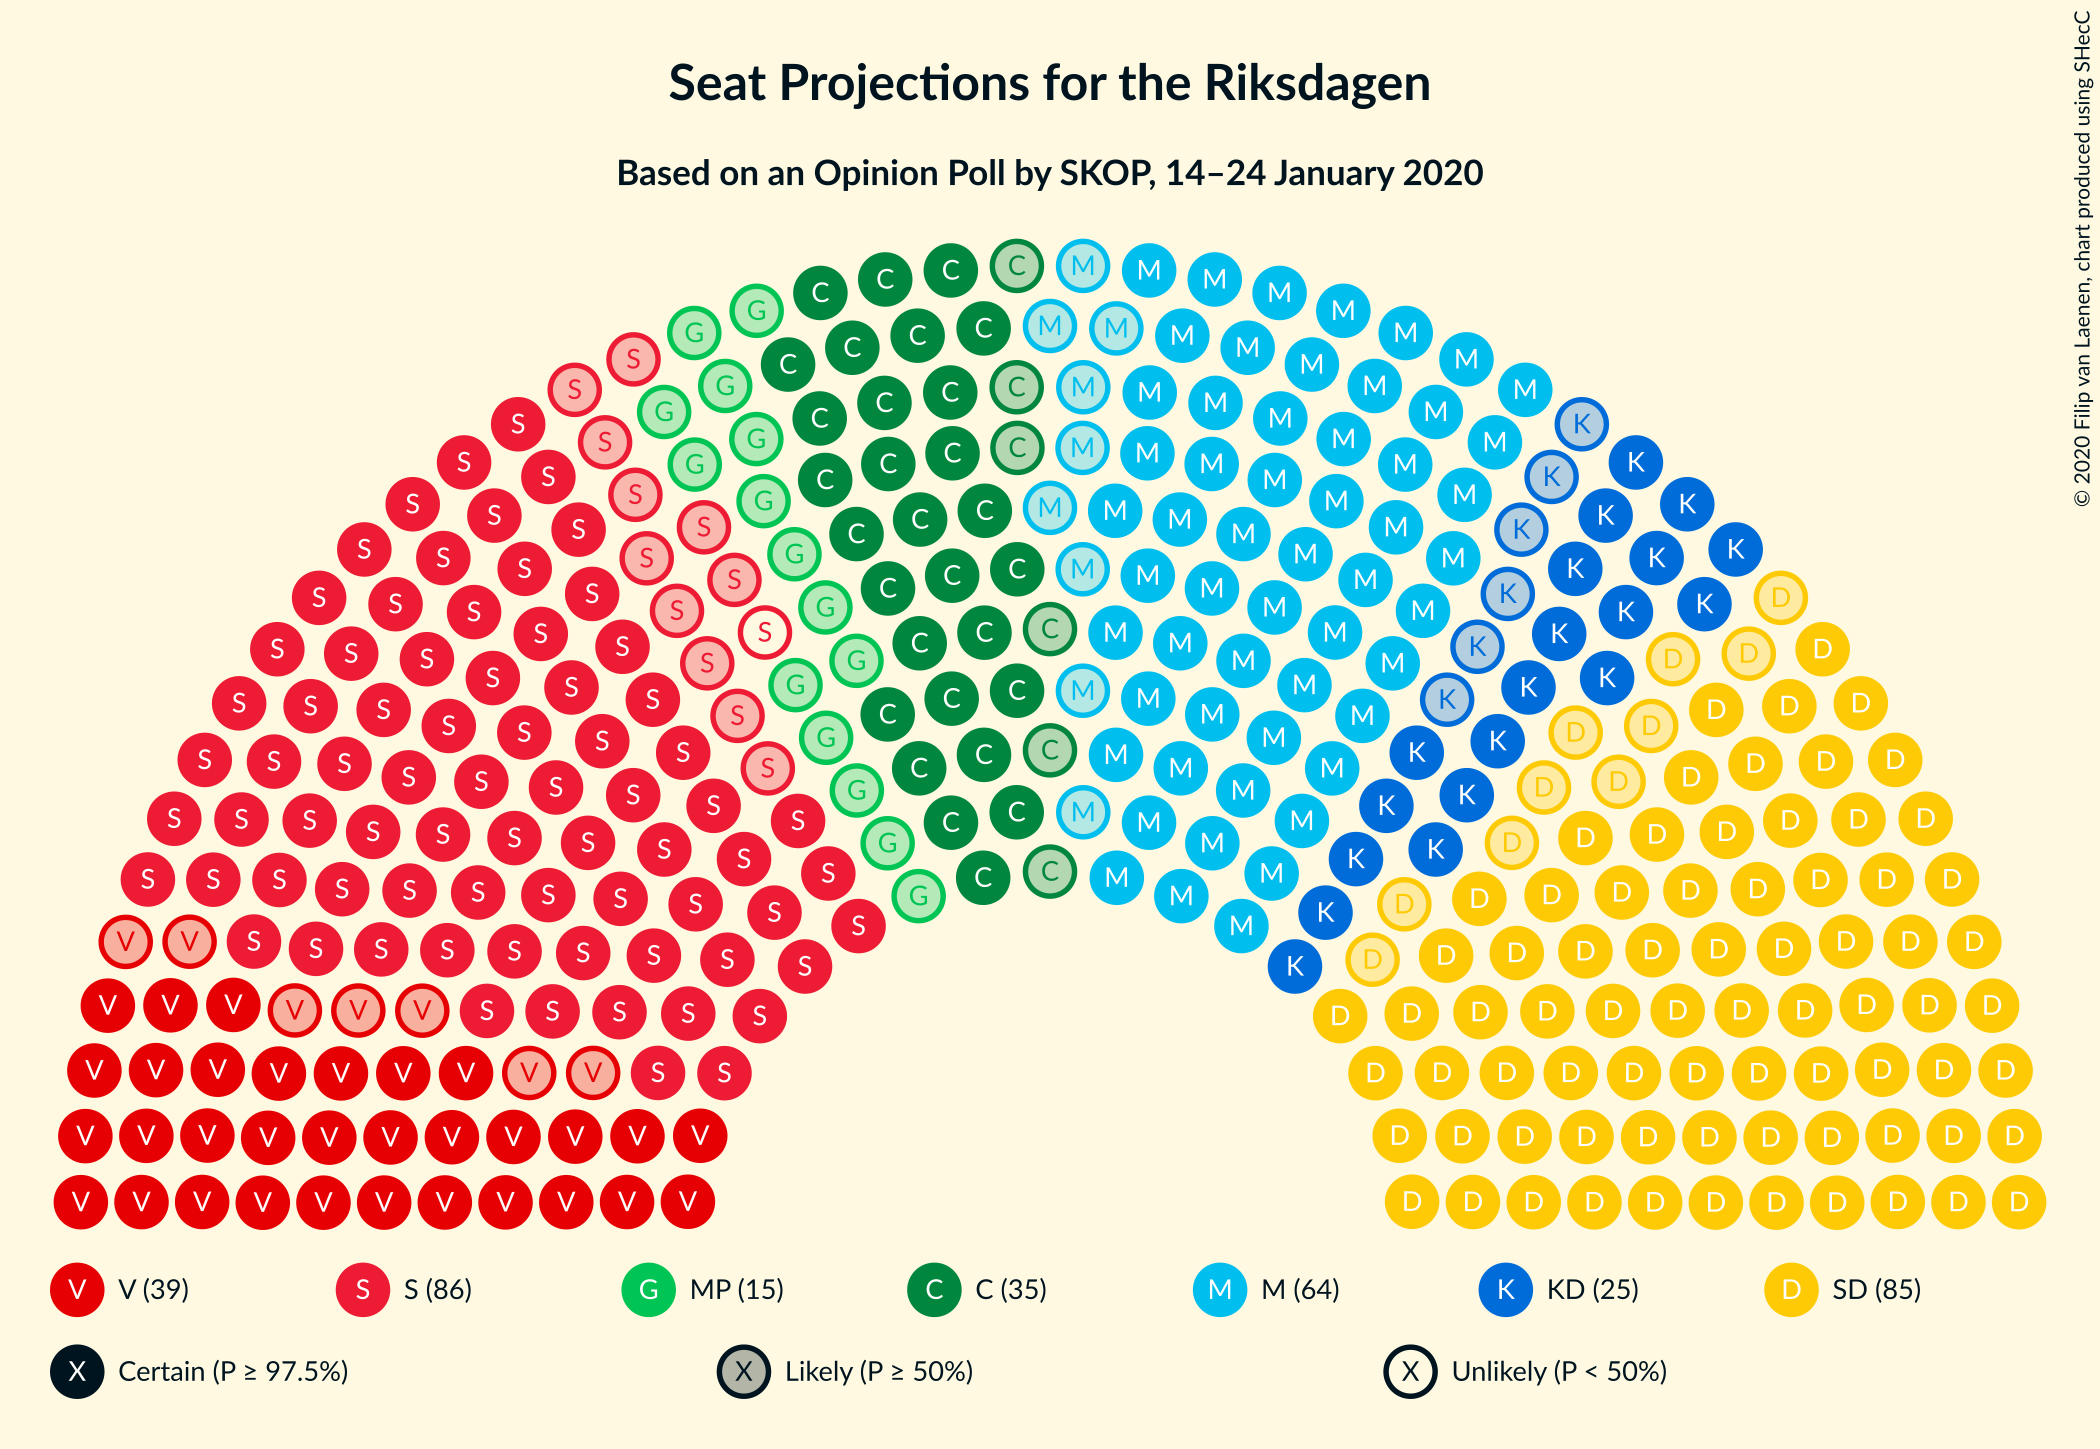 Seat Projections for the Riksdagen
Based on an Opinion Poll by SKOP, 14–24 January 2020
© 2020 Filip van Laenen, chart produced using SHecC
V V (39)
S S (86)
G MP (15)
C C (35)
M M (64)
K KD (25)
D SD (85)
X Certain (P ≥ 97.5%)
X Likely (P ≥ 50%)
X Unlikely (P < 50%)